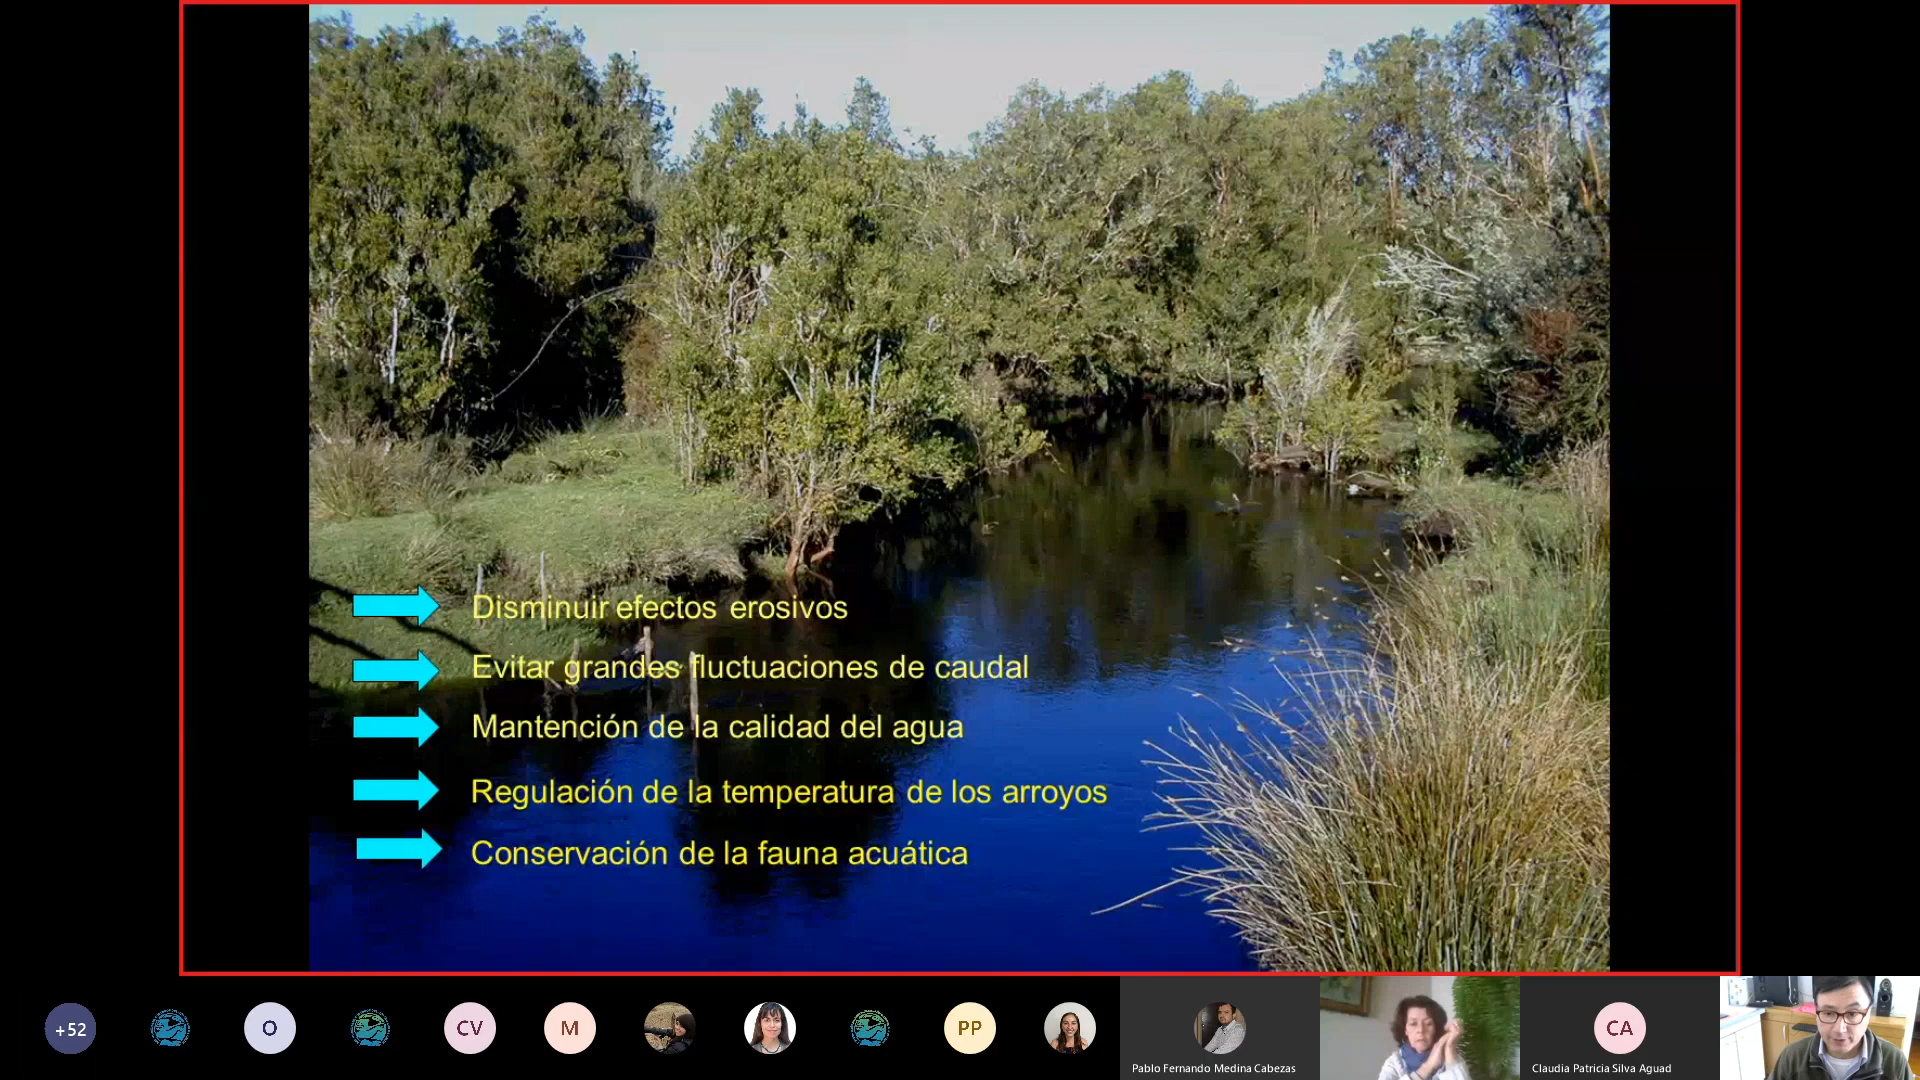 Disminuir efectos erosivos
Evitar grandes fluctuaciones de caudal
Mantención de la calidad del agua
Regulación de la temperatura de los arroyos
Conservación de la fauna acuática
+52
O
CV
M
PP
Pablo Fernando Medina Cabezas
CA
Claudia Patricia Silva Aguad